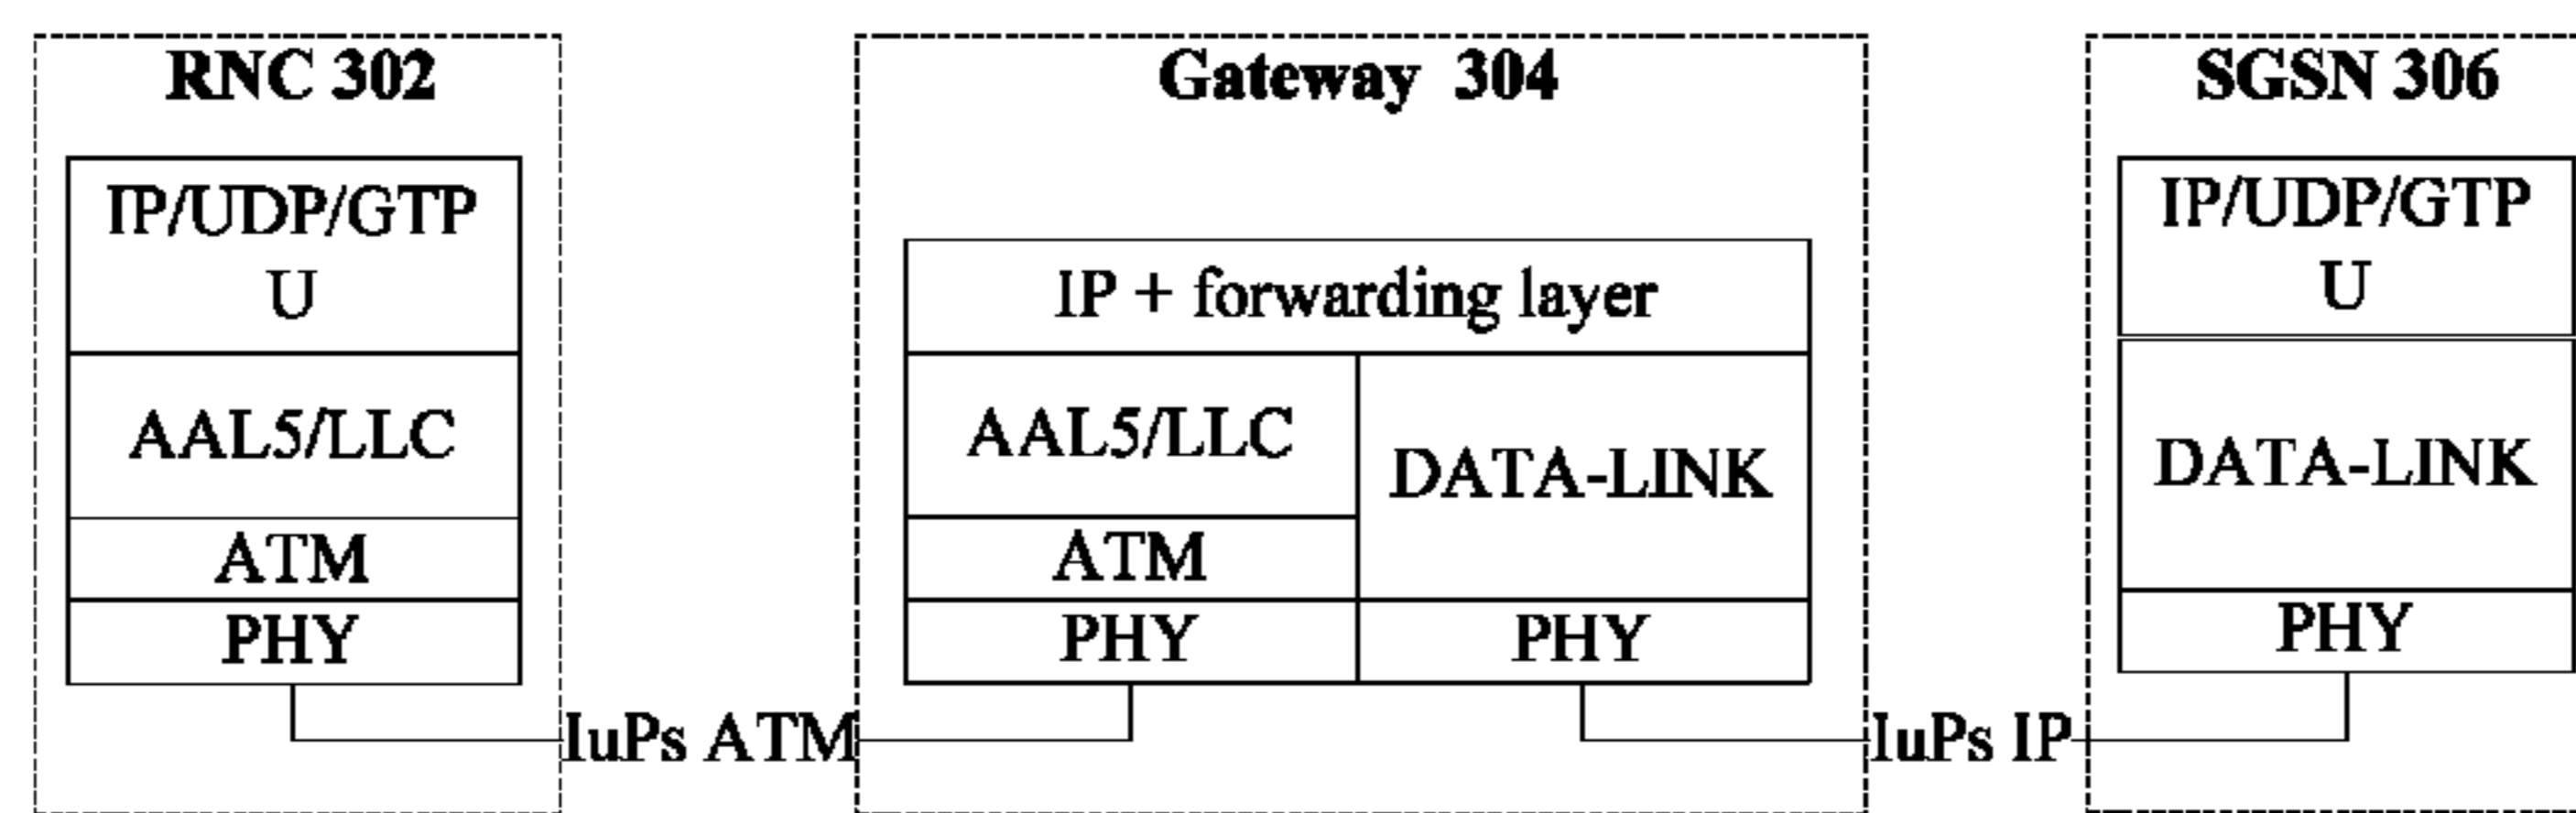 RNC 302
IP/UDP/GTP
U
AAL5/LLC
ATM
PHY
IuPs ATM
Gateway 304
IP + forwarding layer
AAL5/LLC
ATM
PHY
DATA-LINK
PHY
IuPs IP
SGSN 306
IP/UDP/GTP
U
DATA-LINK
PHY